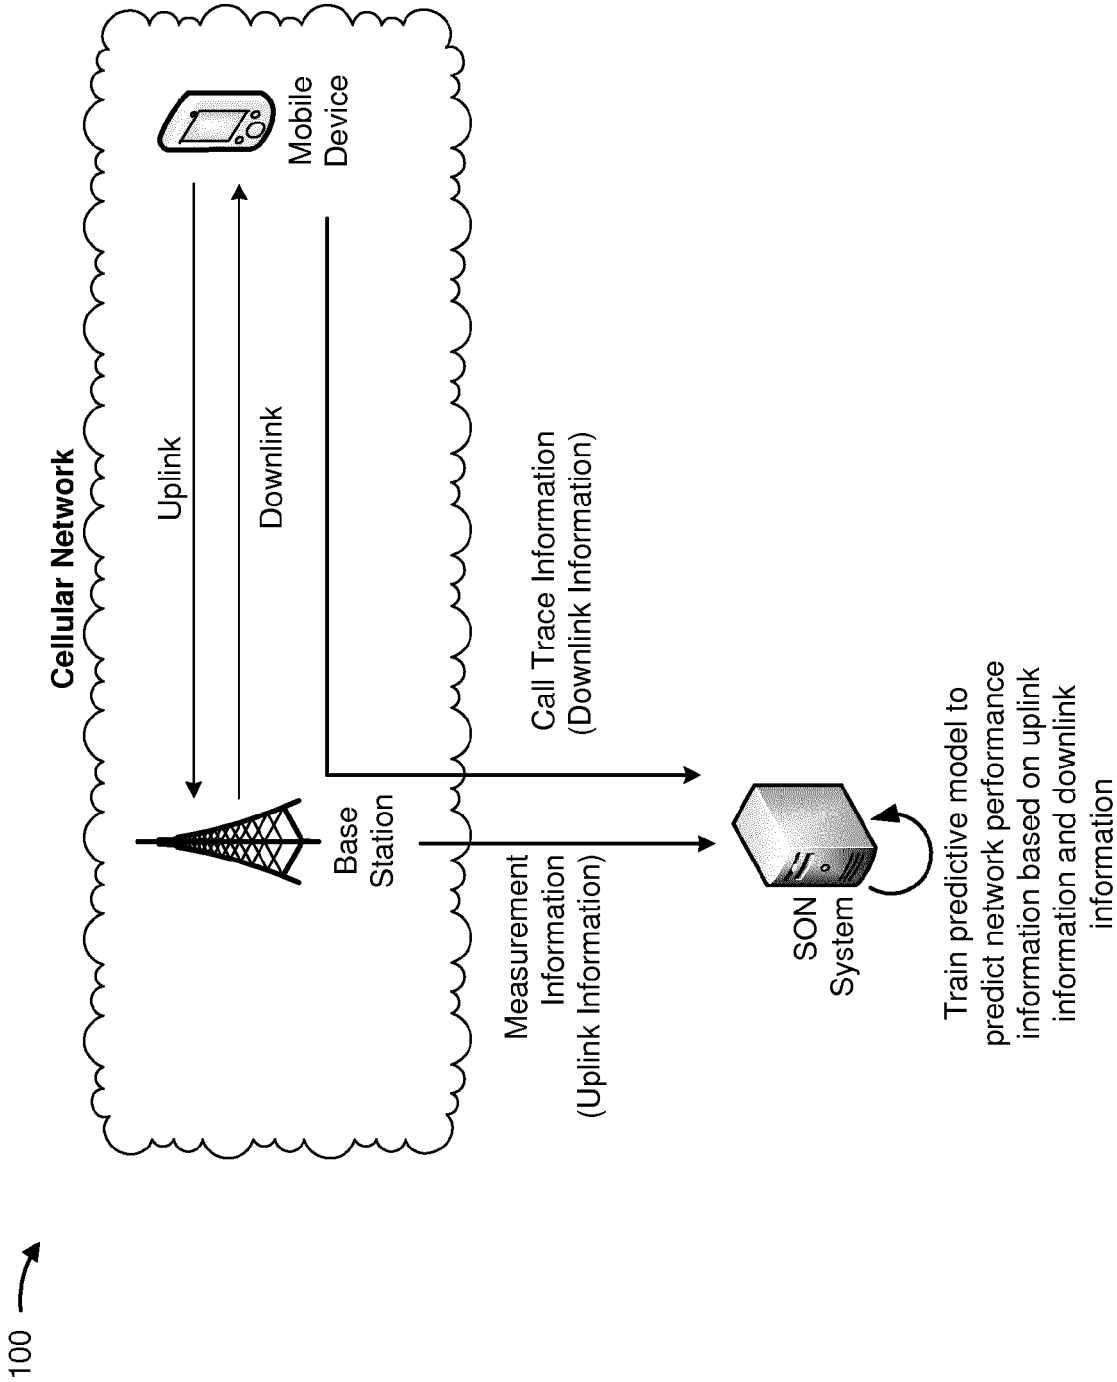 100
Cellular Network
Uplink
Downlink
Base
Station
Mobile
Device
Measurement
Information
(Uplink Information)
Call Trace Information
(Downlink Information)
SON
System
Train predictive model to
predict network performance
information based on uplink
information and downlink
information